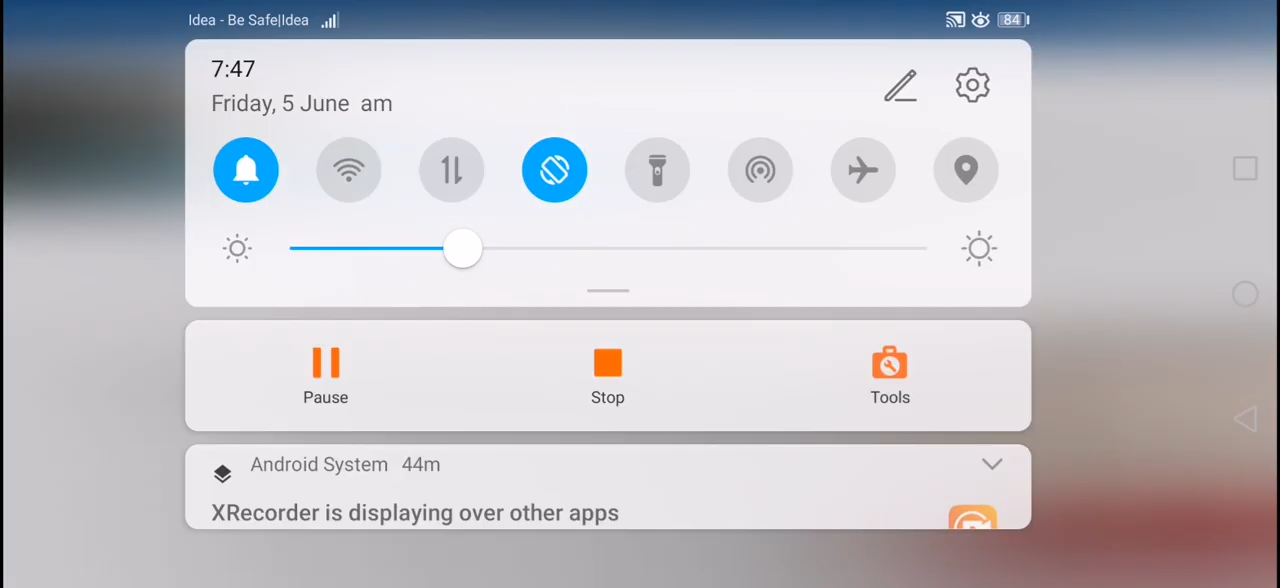 Idea - Be Safe|Idea
84
7:47
Friday, 5 June am
Pause
Stop
Tools
Android System 44m
XRecorder is displaying over other apps